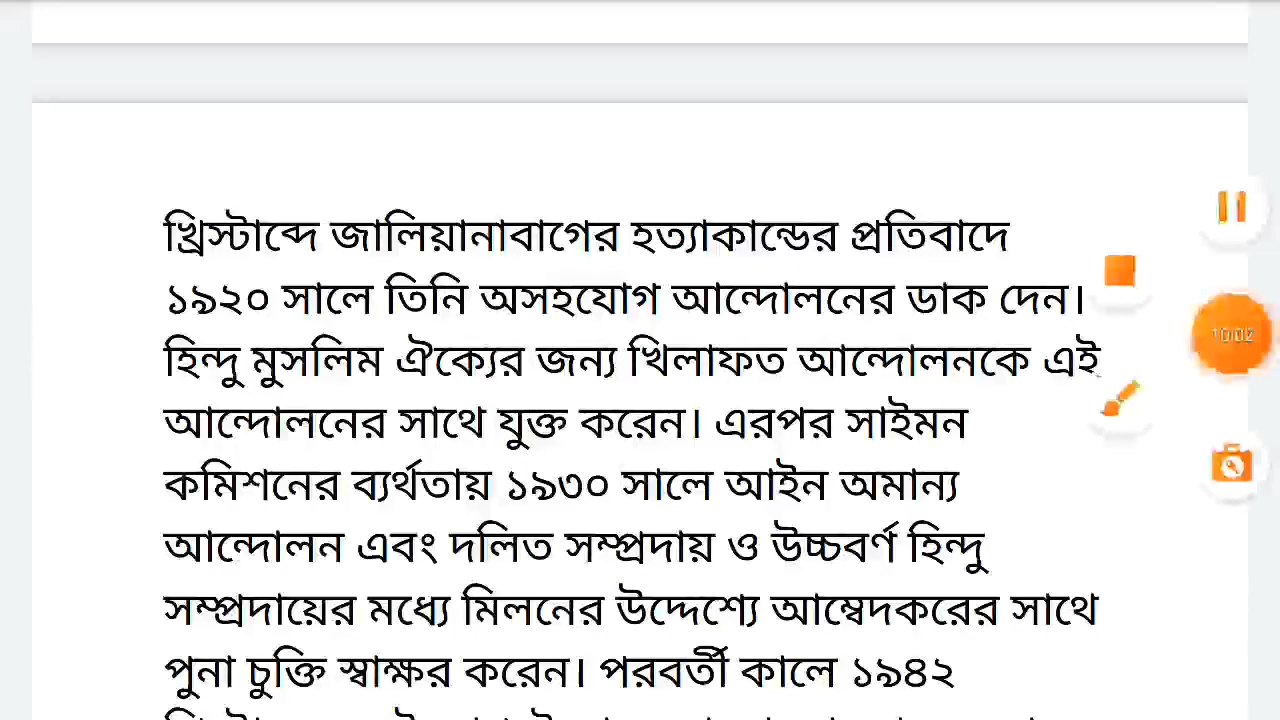 খ্রিস্টাব্দে জালিয়ানাবাগের হত্যাকান্ডের প্রতিবাদে
১৯২০ সালে তিনি অসহযোগ আন্দোলনের ডাক দেন।
হিন্দু মুসলিম ঐক্যের জন্য খিলাফত আন্দোলনকে এই
আন্দোলনের সাথে যুক্ত করেন। এরপর সাইমন
কমিশনের ব্যর্থতায় ১৯৩০ সালে আইন অমান্য
আন্দোলন এবং দলিত সম্প্রদায় ও উচ্চবর্ণ হিন্দু
সম্প্রদায়ের মধ্যে মিলনের উদ্দেশ্যে আম্বেদকরের সাথে
পুনা চুক্তি স্বাক্ষর করেন। পরবর্তী কালে ১৯৪২
10:02